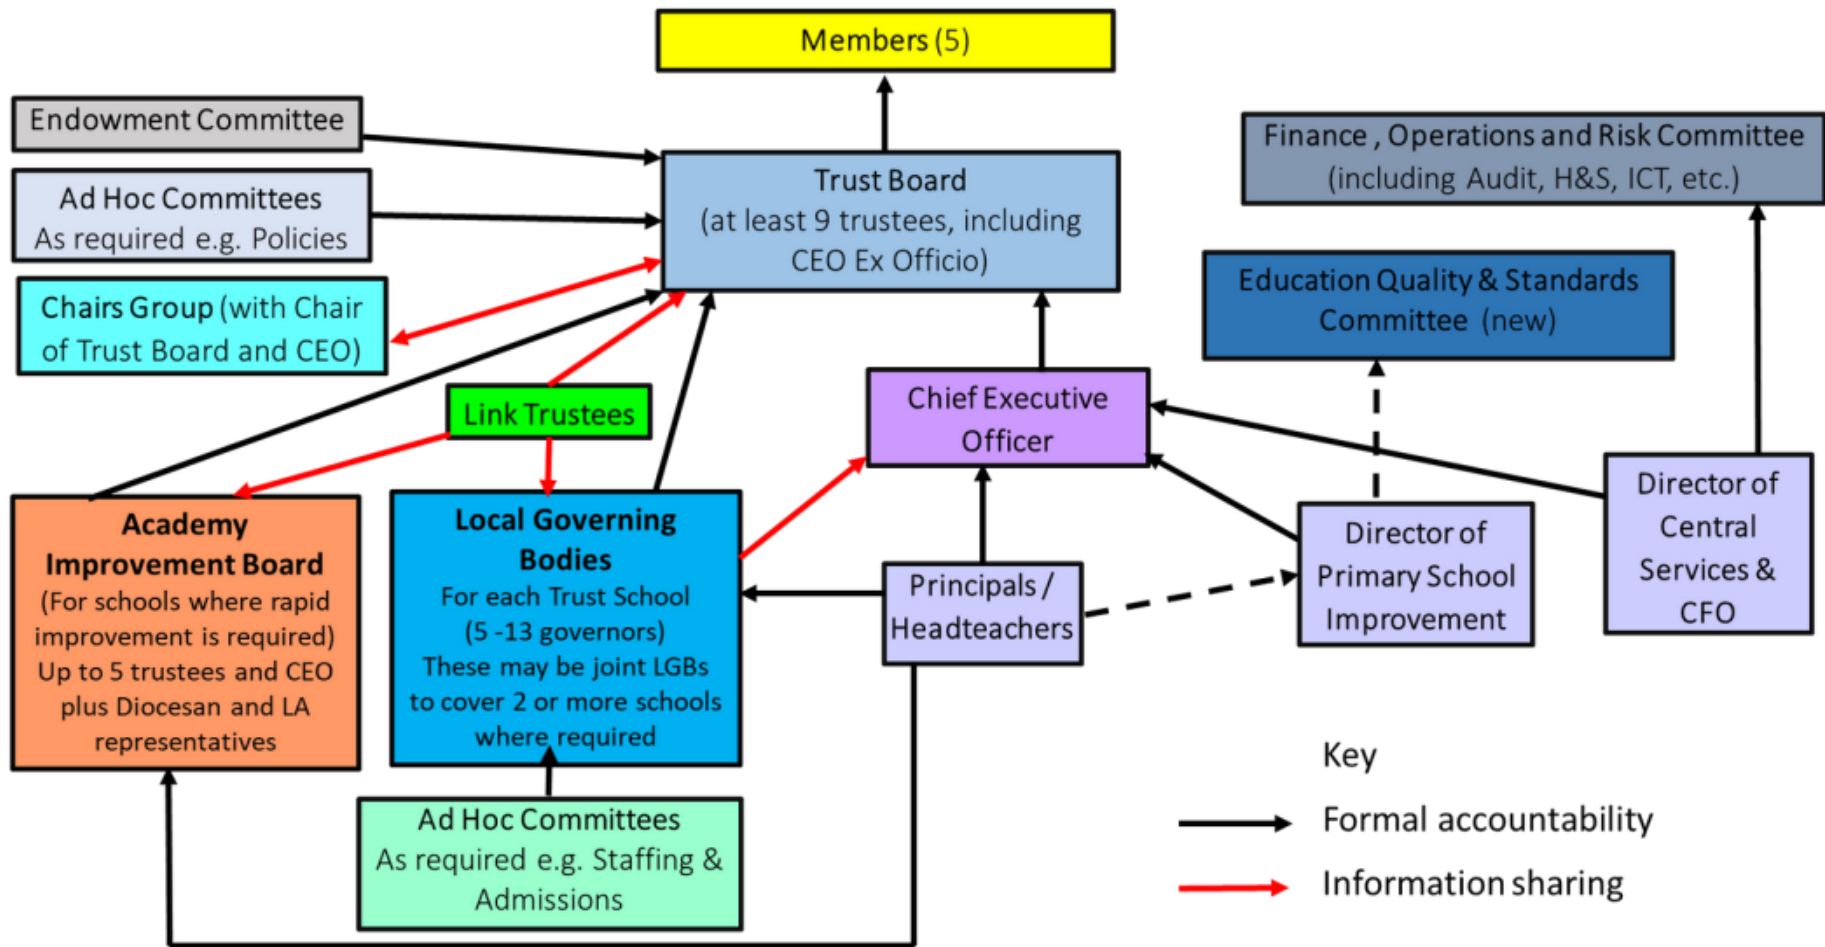 Members (5)
Endowment Committee
Ad Hoc Committees
As required e.g. Policies
Chairs Group (with Chair
of Trust Board and CEO)
Trust Board
(at least 9 trustees, including
CEO Ex Officio)
Finance , Operations and Risk Committee
(including Audit, H&S, ICT, etc.)
Education Quality & Standards
Committee (new)
Link Trustees
Chief Executive
Officer
Academy
Improvement Board
(For schools where rapid
improvement is required)
Up to 5 trustees and CEO
plus Diocesan and LA
representatives
Local Governing
Bodies
For each Trust School
(5 -13 governors)
These may be joint LGBs
to cover 2 or more schools
where required
Principals /
Headteachers
Director of
Primary School
Improvement
Director of
Central
Services &
CFO
Ad Hoc Committees
As required e.g. Staffing &
Admissions
Key
Formal accountability
Information sharing